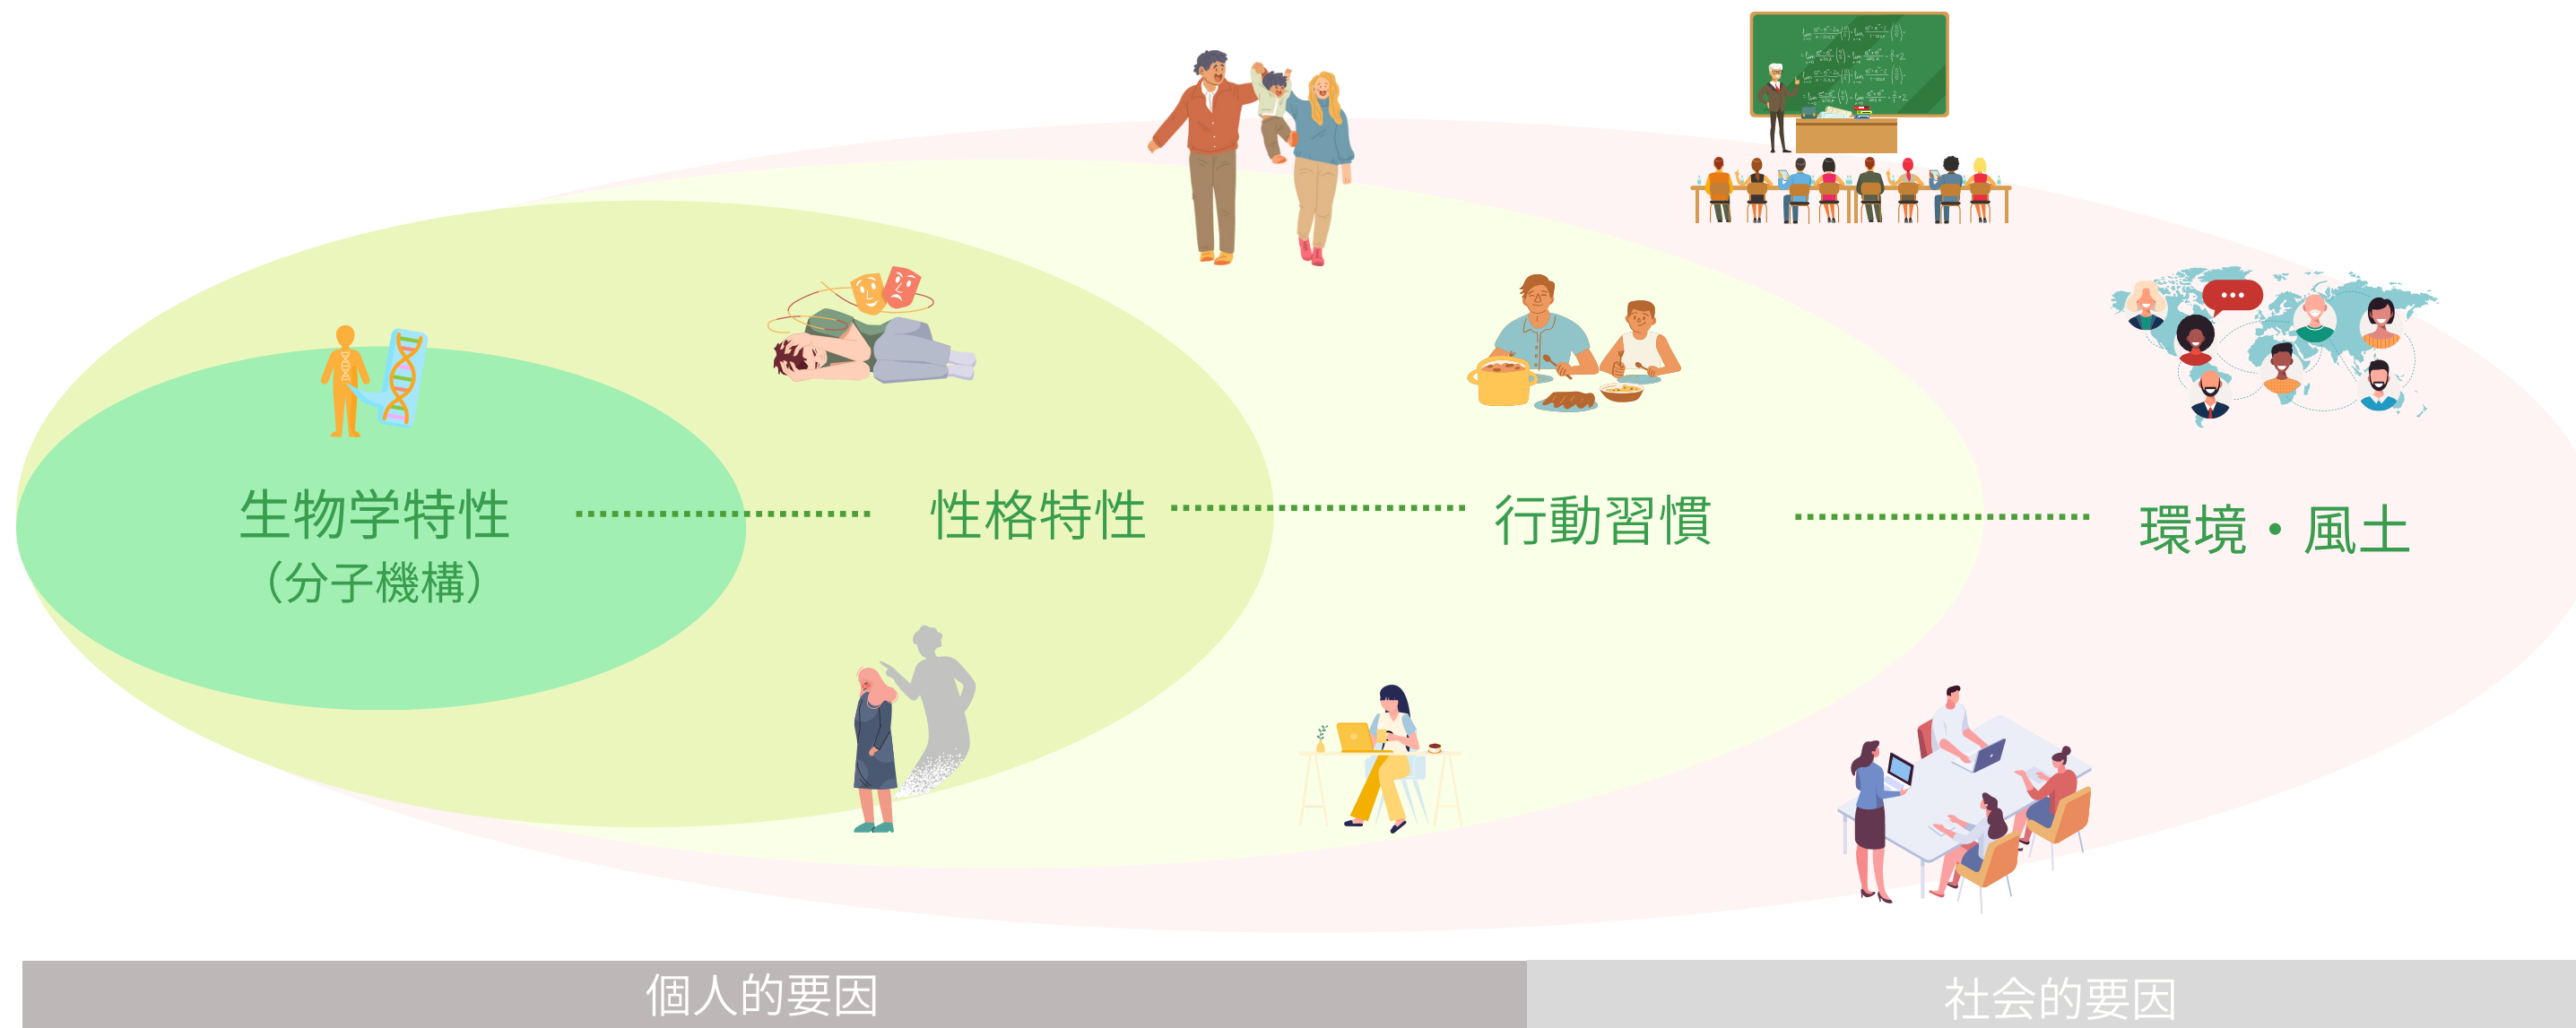 生物学特性
（分子機構）
性格特性
行動習慣
環境・風土
個人的要因
社会的要因